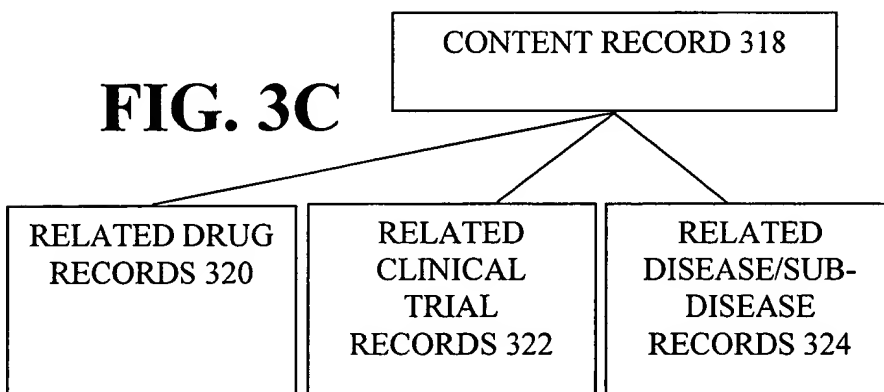 CONTENT RECORD 318
FIG. 3C
RELATED DRUG
RECORDS 320
RELATED
CLINICAL
TRIAL
RECORDS 322
RELATED
DISEASE/SUB-
DISEASE
RECORDS 324